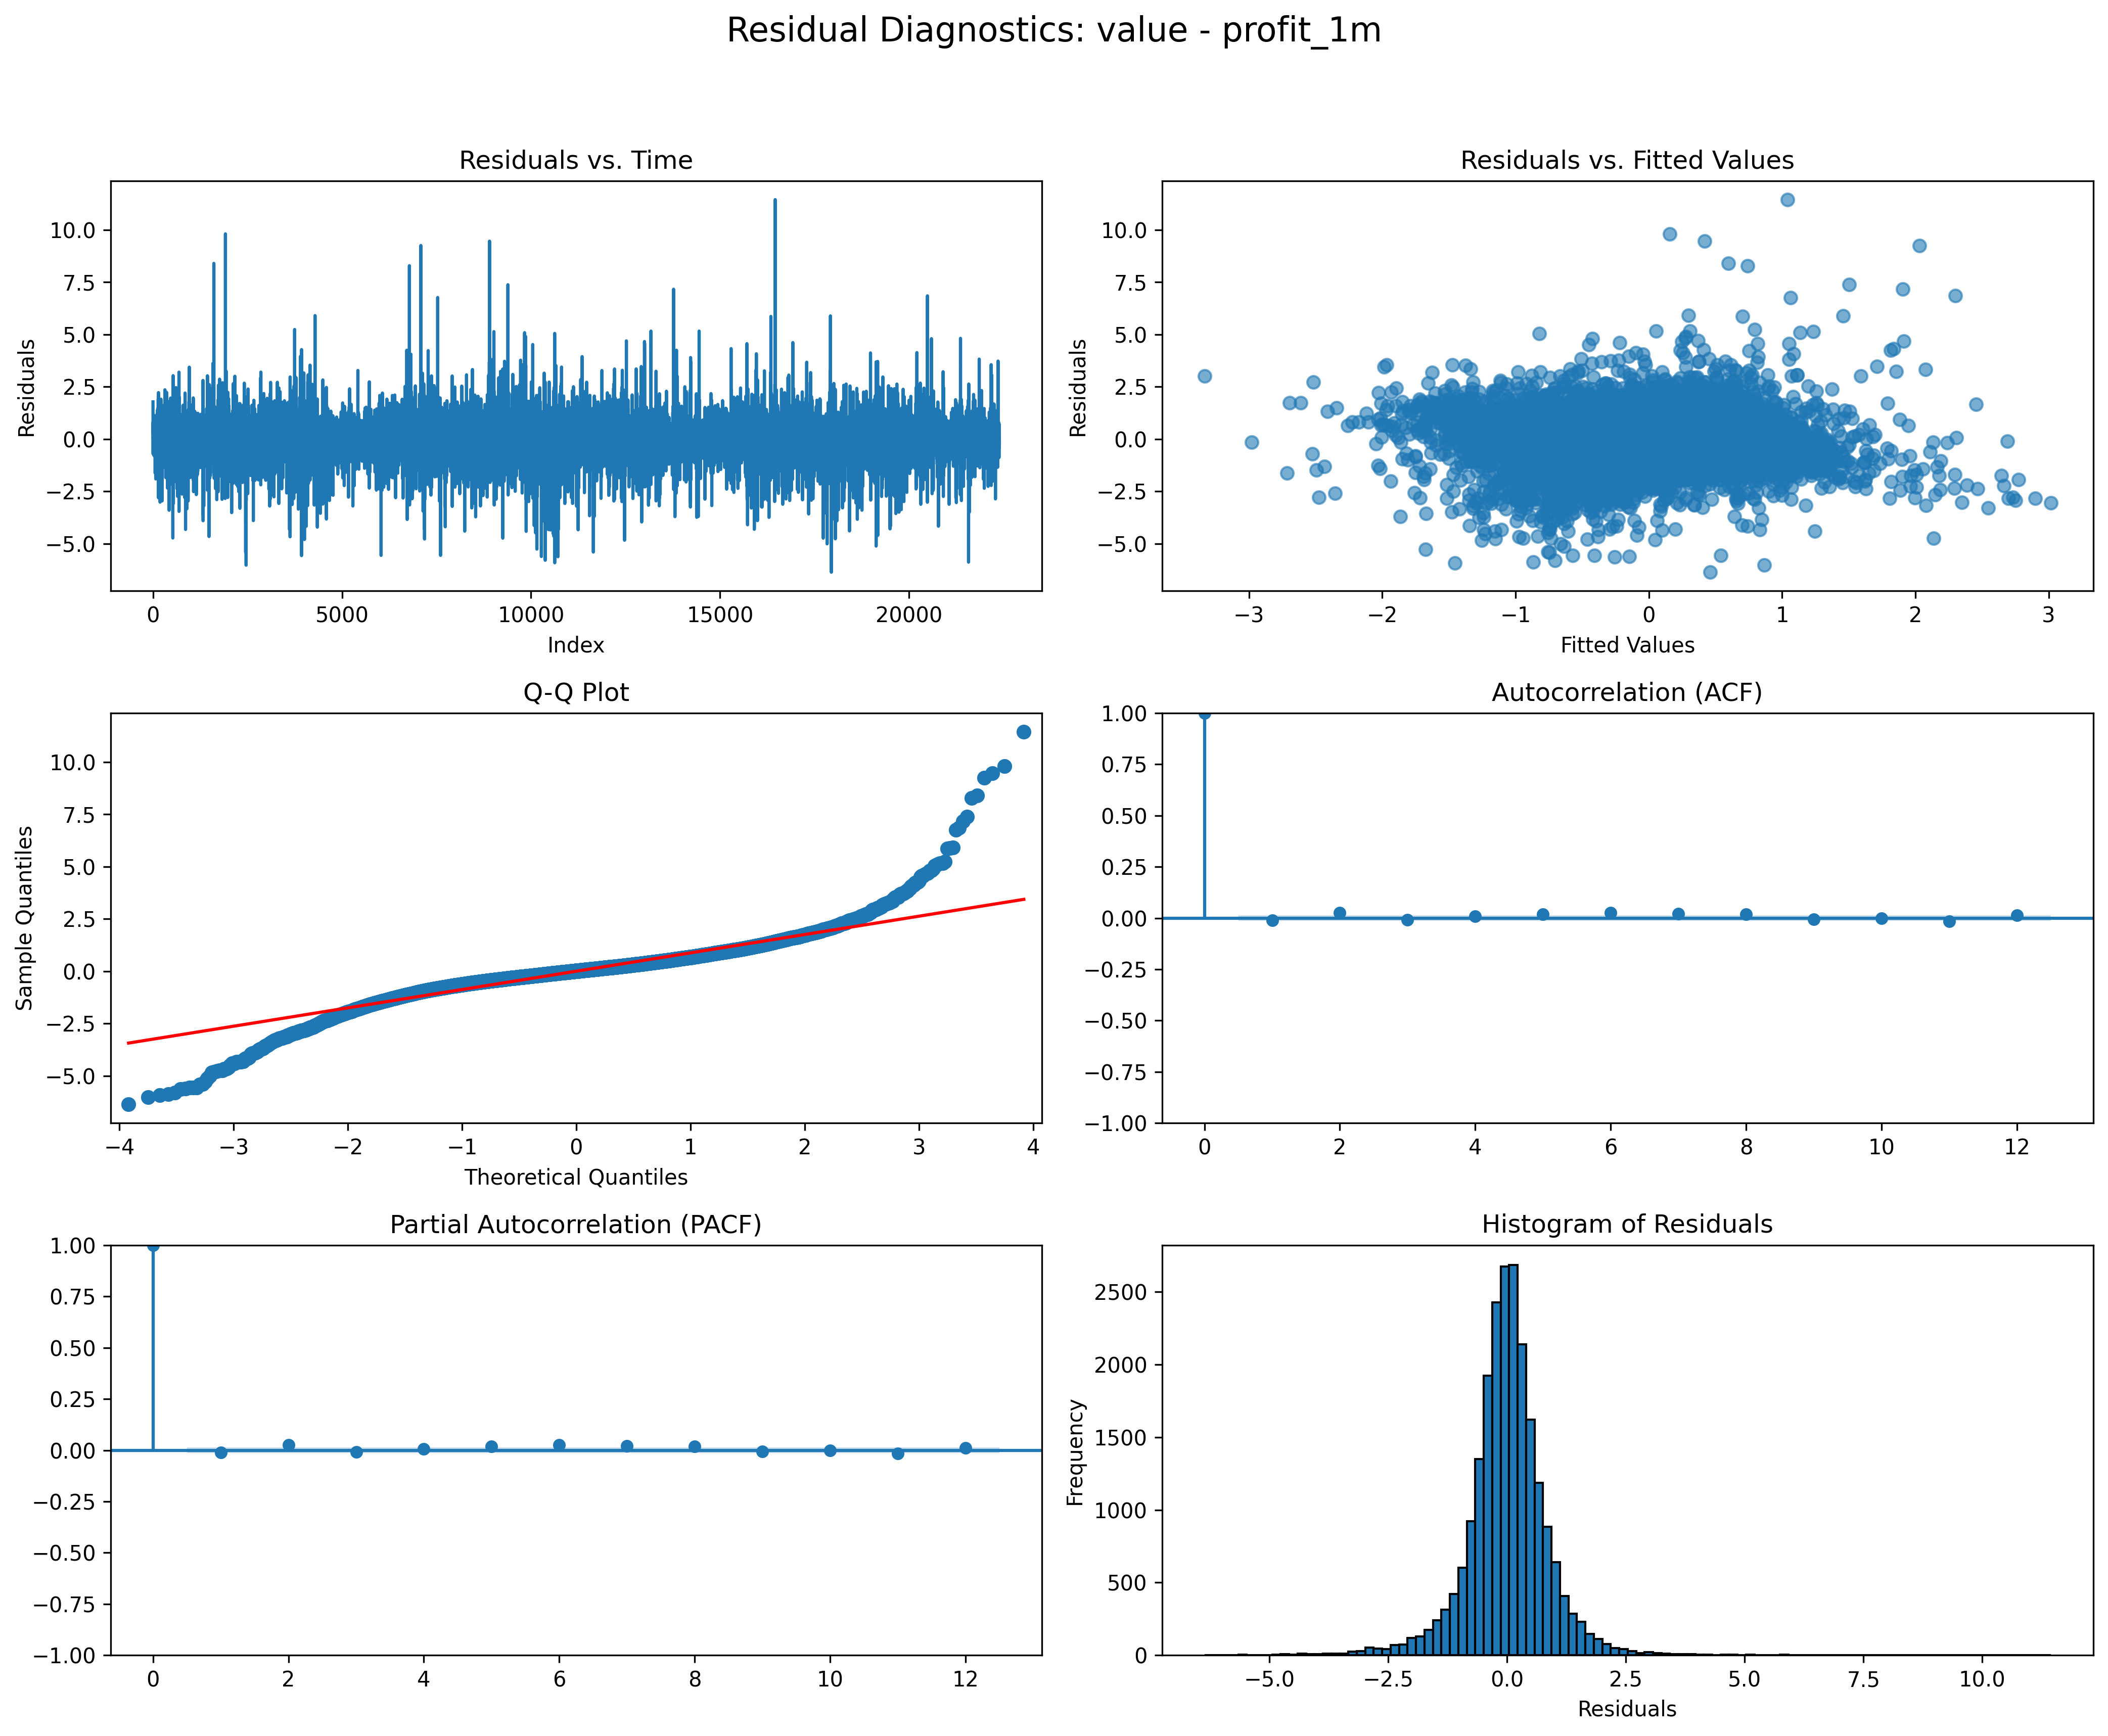 Residual Diagnostics: value - profit_1m
Residuals vs. Time
Residuals
10.0
7.5
5.0
2.5
0.0
−2.5
−5.0
0 5000 10000 15000 20000
Index
Residuals vs. Fitted Values
Residuals
10.0
7.5
5.0
2.5
0.0
−2.5
−5.0
−3 −2 −1 0 1 2 3
Fitted Values
Q-Q Plot
Sample Quantiles
10.0
7.5
5.0
2.5
0.0
−2.5
−5.0
−4 −3 −2 −1 0 1 2 3 4
Theoretical Quantiles
Autocorrelation (ACF)
1.00
0.75
0.50
0.25
0.00
−0.25
−0.50
−0.75
−1.00
0 2 4 6 8 10 12
Partial Autocorrelation (PACF)
1.00
0.75
0.50
0.25
0.00
−0.25
−0.50
−0.75
−1.00
0 2 4 6 8 10 12
Histogram of Residuals
Frequency
2500
2000
1500
1000
500
0
−5.0 −2.5 0.0 2.5 5.0 7.5 10.0
Residuals